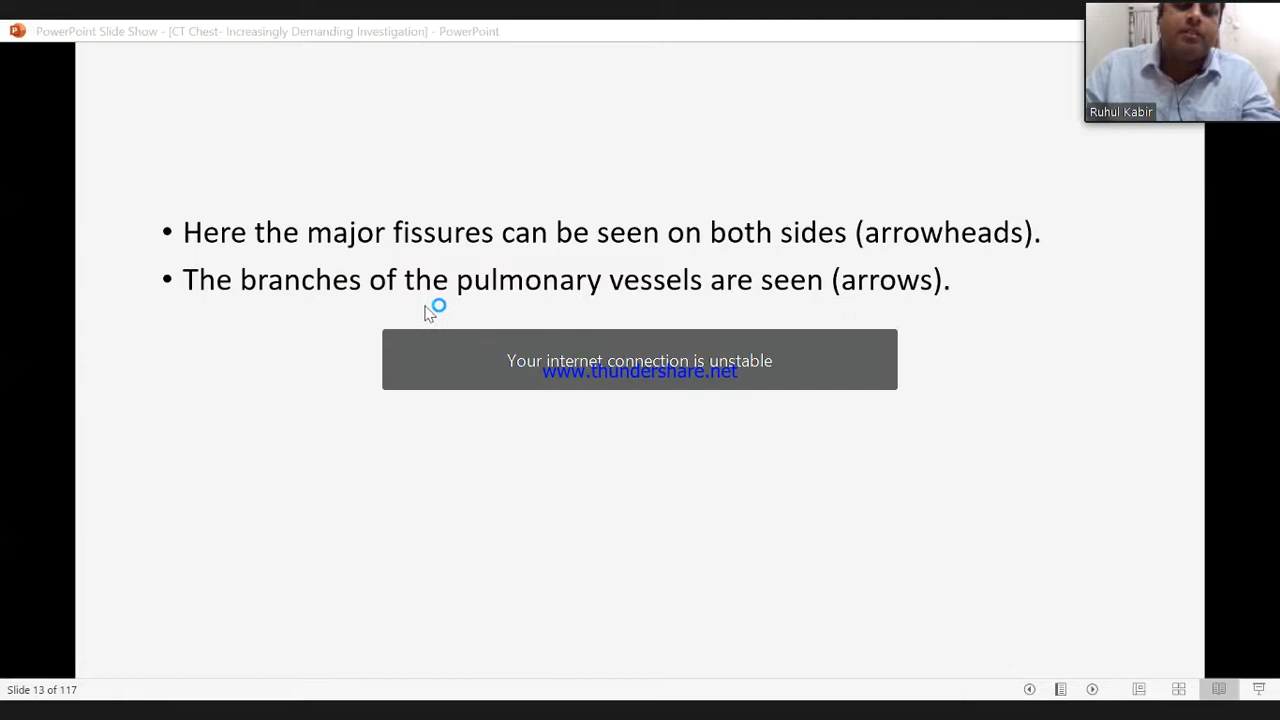 PowerPoint Slide Show - [CT Chest- Increasingly Demanding Investigation] - PowerPoint
Ruhul Kabir
• Here the major fissures can be seen on both sides (arrowheads).
• The branches of the pulmonary vessels are seen (arrows).
Your internet connection is unstable
www.thundershare.net
Slide 13 of 117